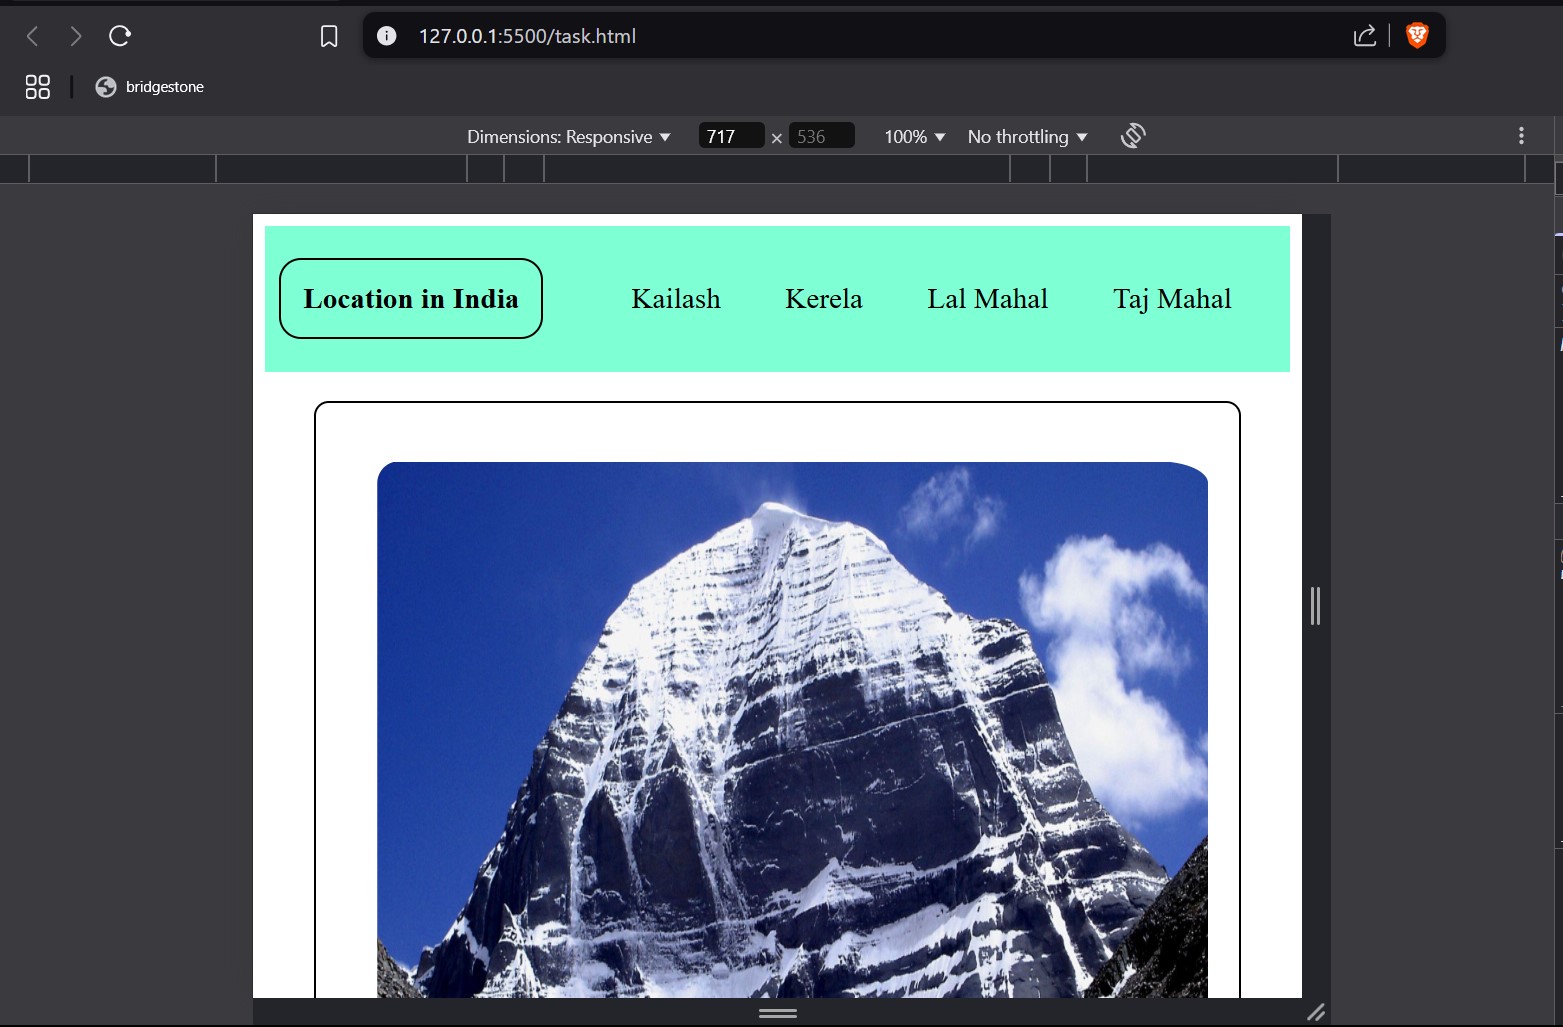 127.0.0.1:5500/task.html
bridgestone
Dimensions: Responsive 717 × 536 100% No throttling
Location in India Kailash Kerela Lal Mahal Taj Mahal